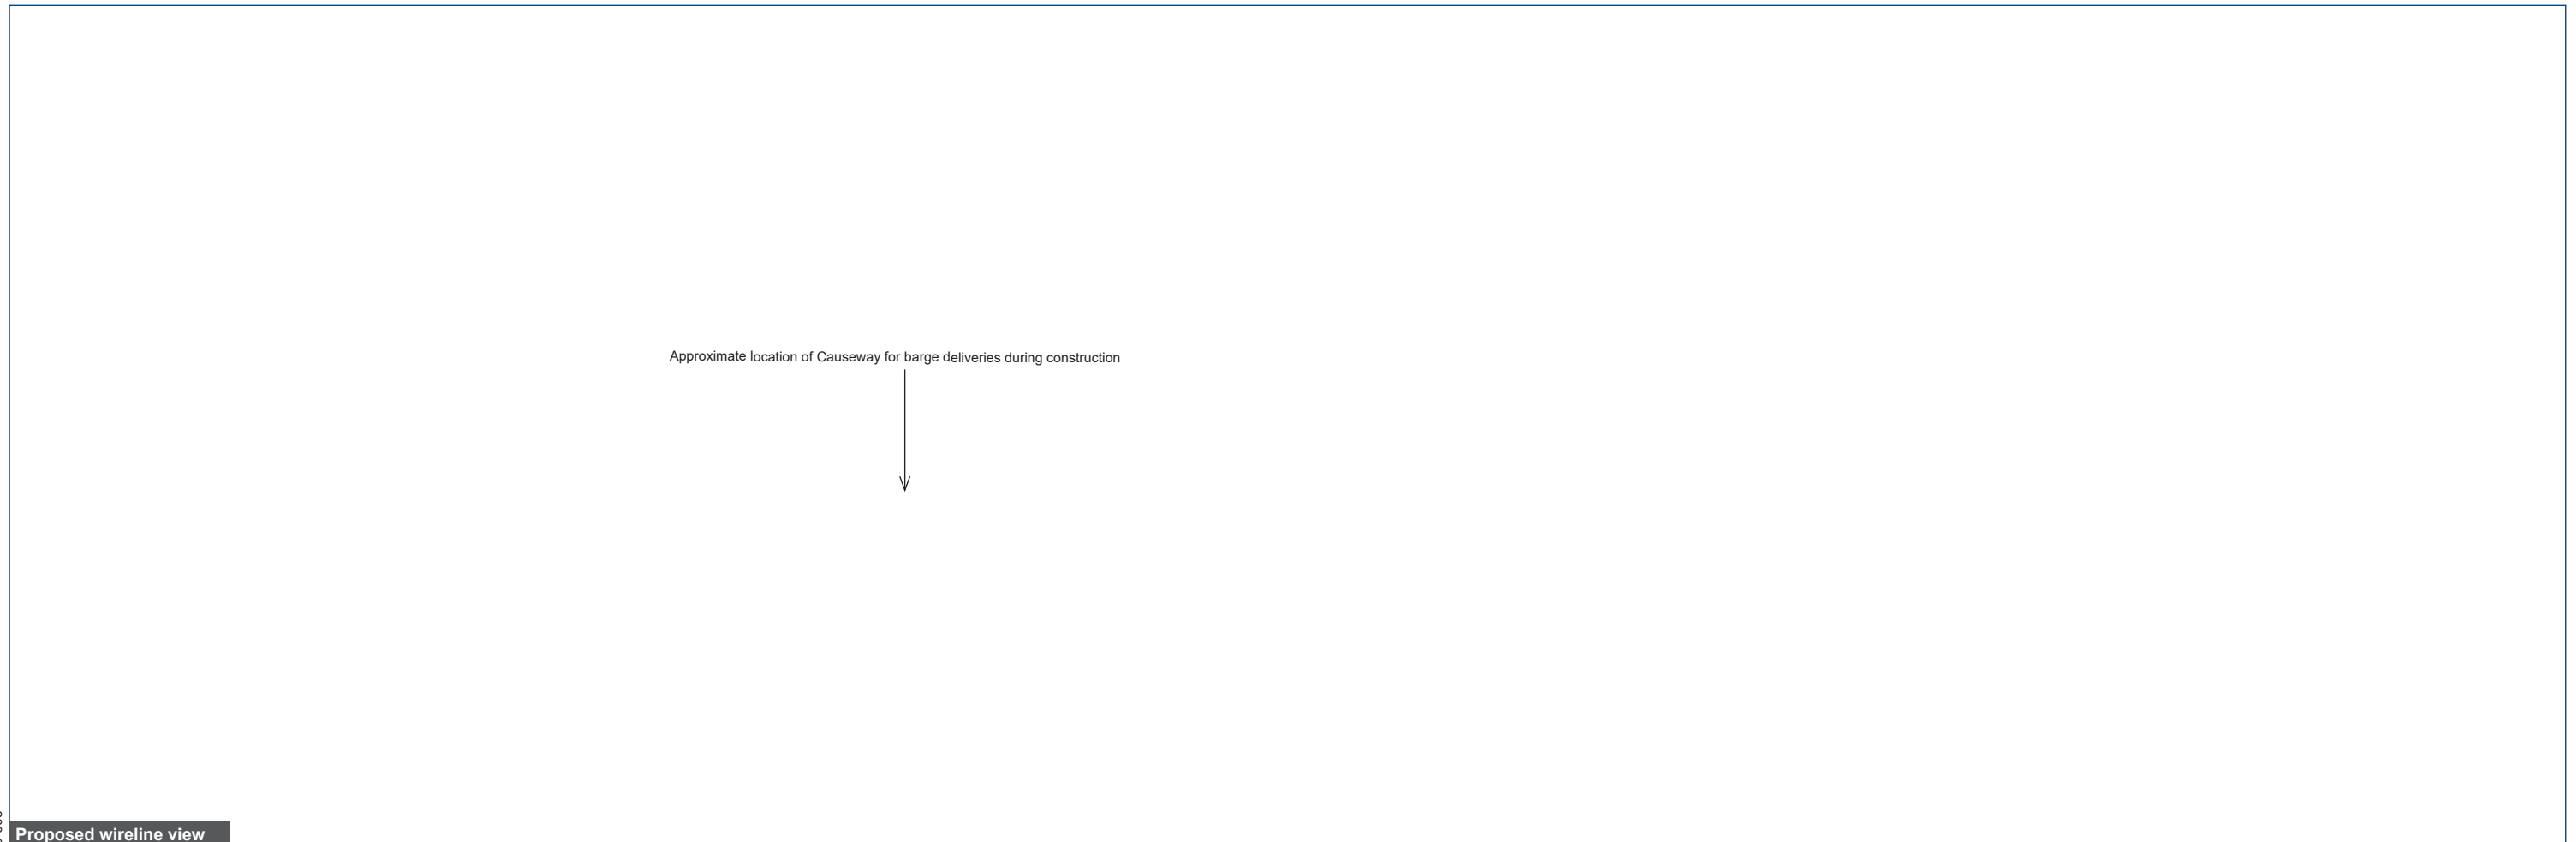 Approximate location of Causeway for barge deliveries during construction
Proposed wireline view